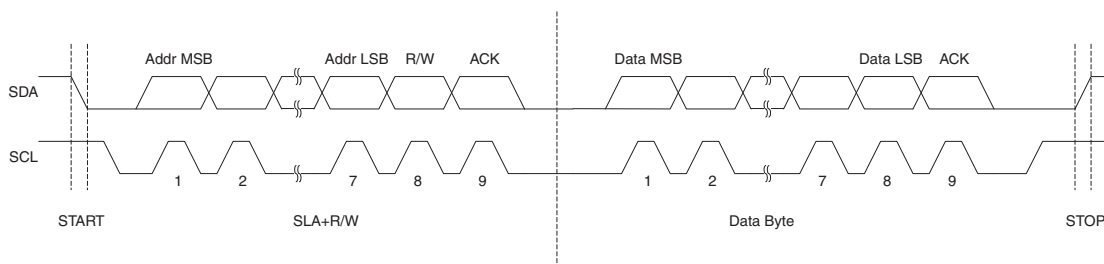 Addr MSB Addr LSB R/W ACK Data MSB Data LSB ACK
SDA
SCL
1 2 7 8 9 1 2 7 8 9
START SLA+R/W Data Byte STOP